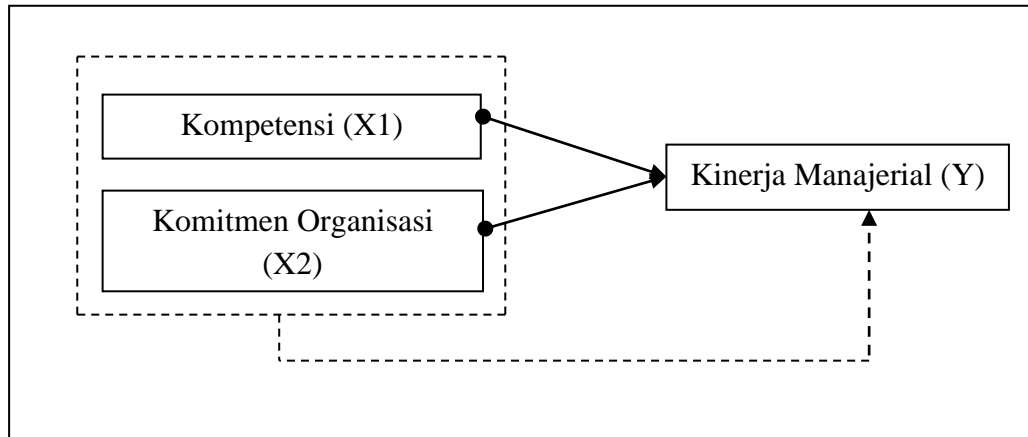 Kompetensi (X1)
Kinerja Manajerial (Y)
Komitmen Organisasi
(X2)